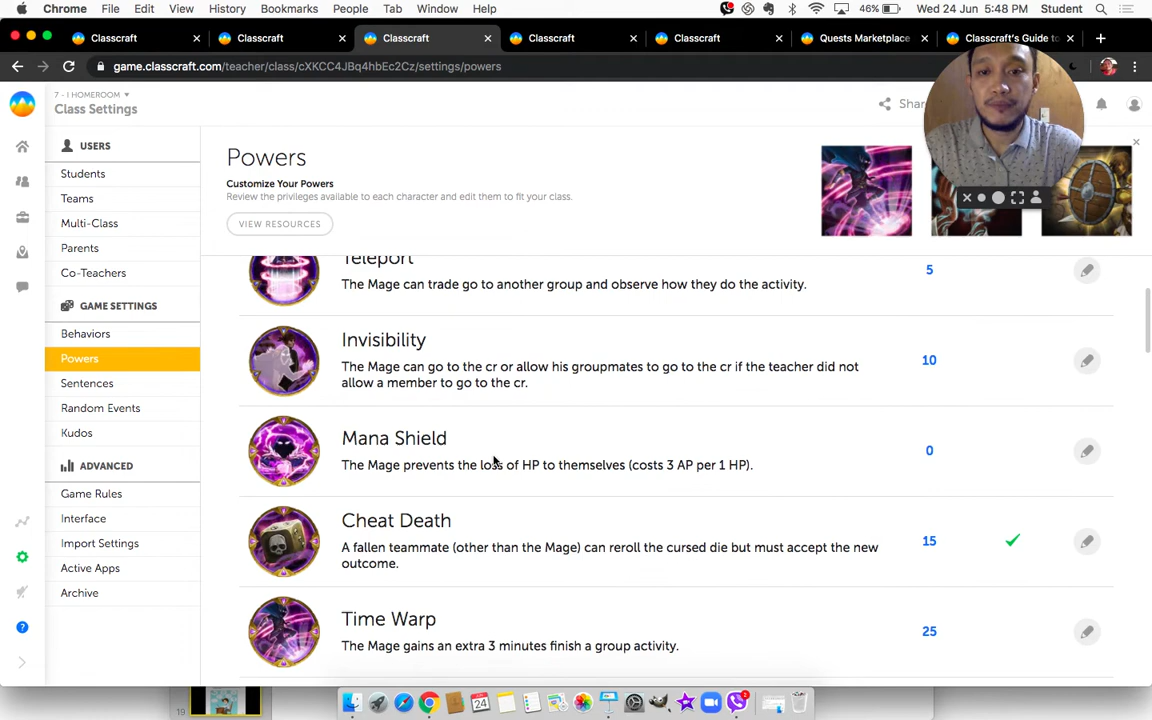 Chrome File Edit View History Bookmarks People Tab Window Help 46% Wed 24 Jun 5:48 PM Student
Classcraft Classcraft Classcraft Classcraft Classcraft Quests Marketplace Classcraft's Guide to
game.classcraft.com/teacher/class/cXKCC4JBq4hbEc2Cz/settings/powers
7 - I HOMEROOM
Class Settings
Shar
USERS
Students
Teams
Multi-Class
Parents
Co-Teachers
GAME SETTINGS
Behaviors
Powers
Sentences
Random Events
Kudos
ADVANCED
Game Rules
Interface
Import Settings
Active Apps
Archive
Powers
Customize Your Powers
Review the privileges available to each character and edit them to fit your class.
VIEW RESOURCES
Teleport
The Mage can trade go to another group and observe how they do the activity.
5
Invisibility
The Mage can go to the cr or allow his groupmates to go to the cr if the teacher did not
allow a member to go to the cr.
10
Mana Shield
The Mage prevents the loss of HP to themselves (costs 3 AP per 1 HP).
0
Cheat Death
A fallen teammate (other than the Mage) can reroll the cursed die but must accept the new
outcome.
15
Time Warp
The Mage gains an extra 3 minutes finish a group activity.
25
19
24
2